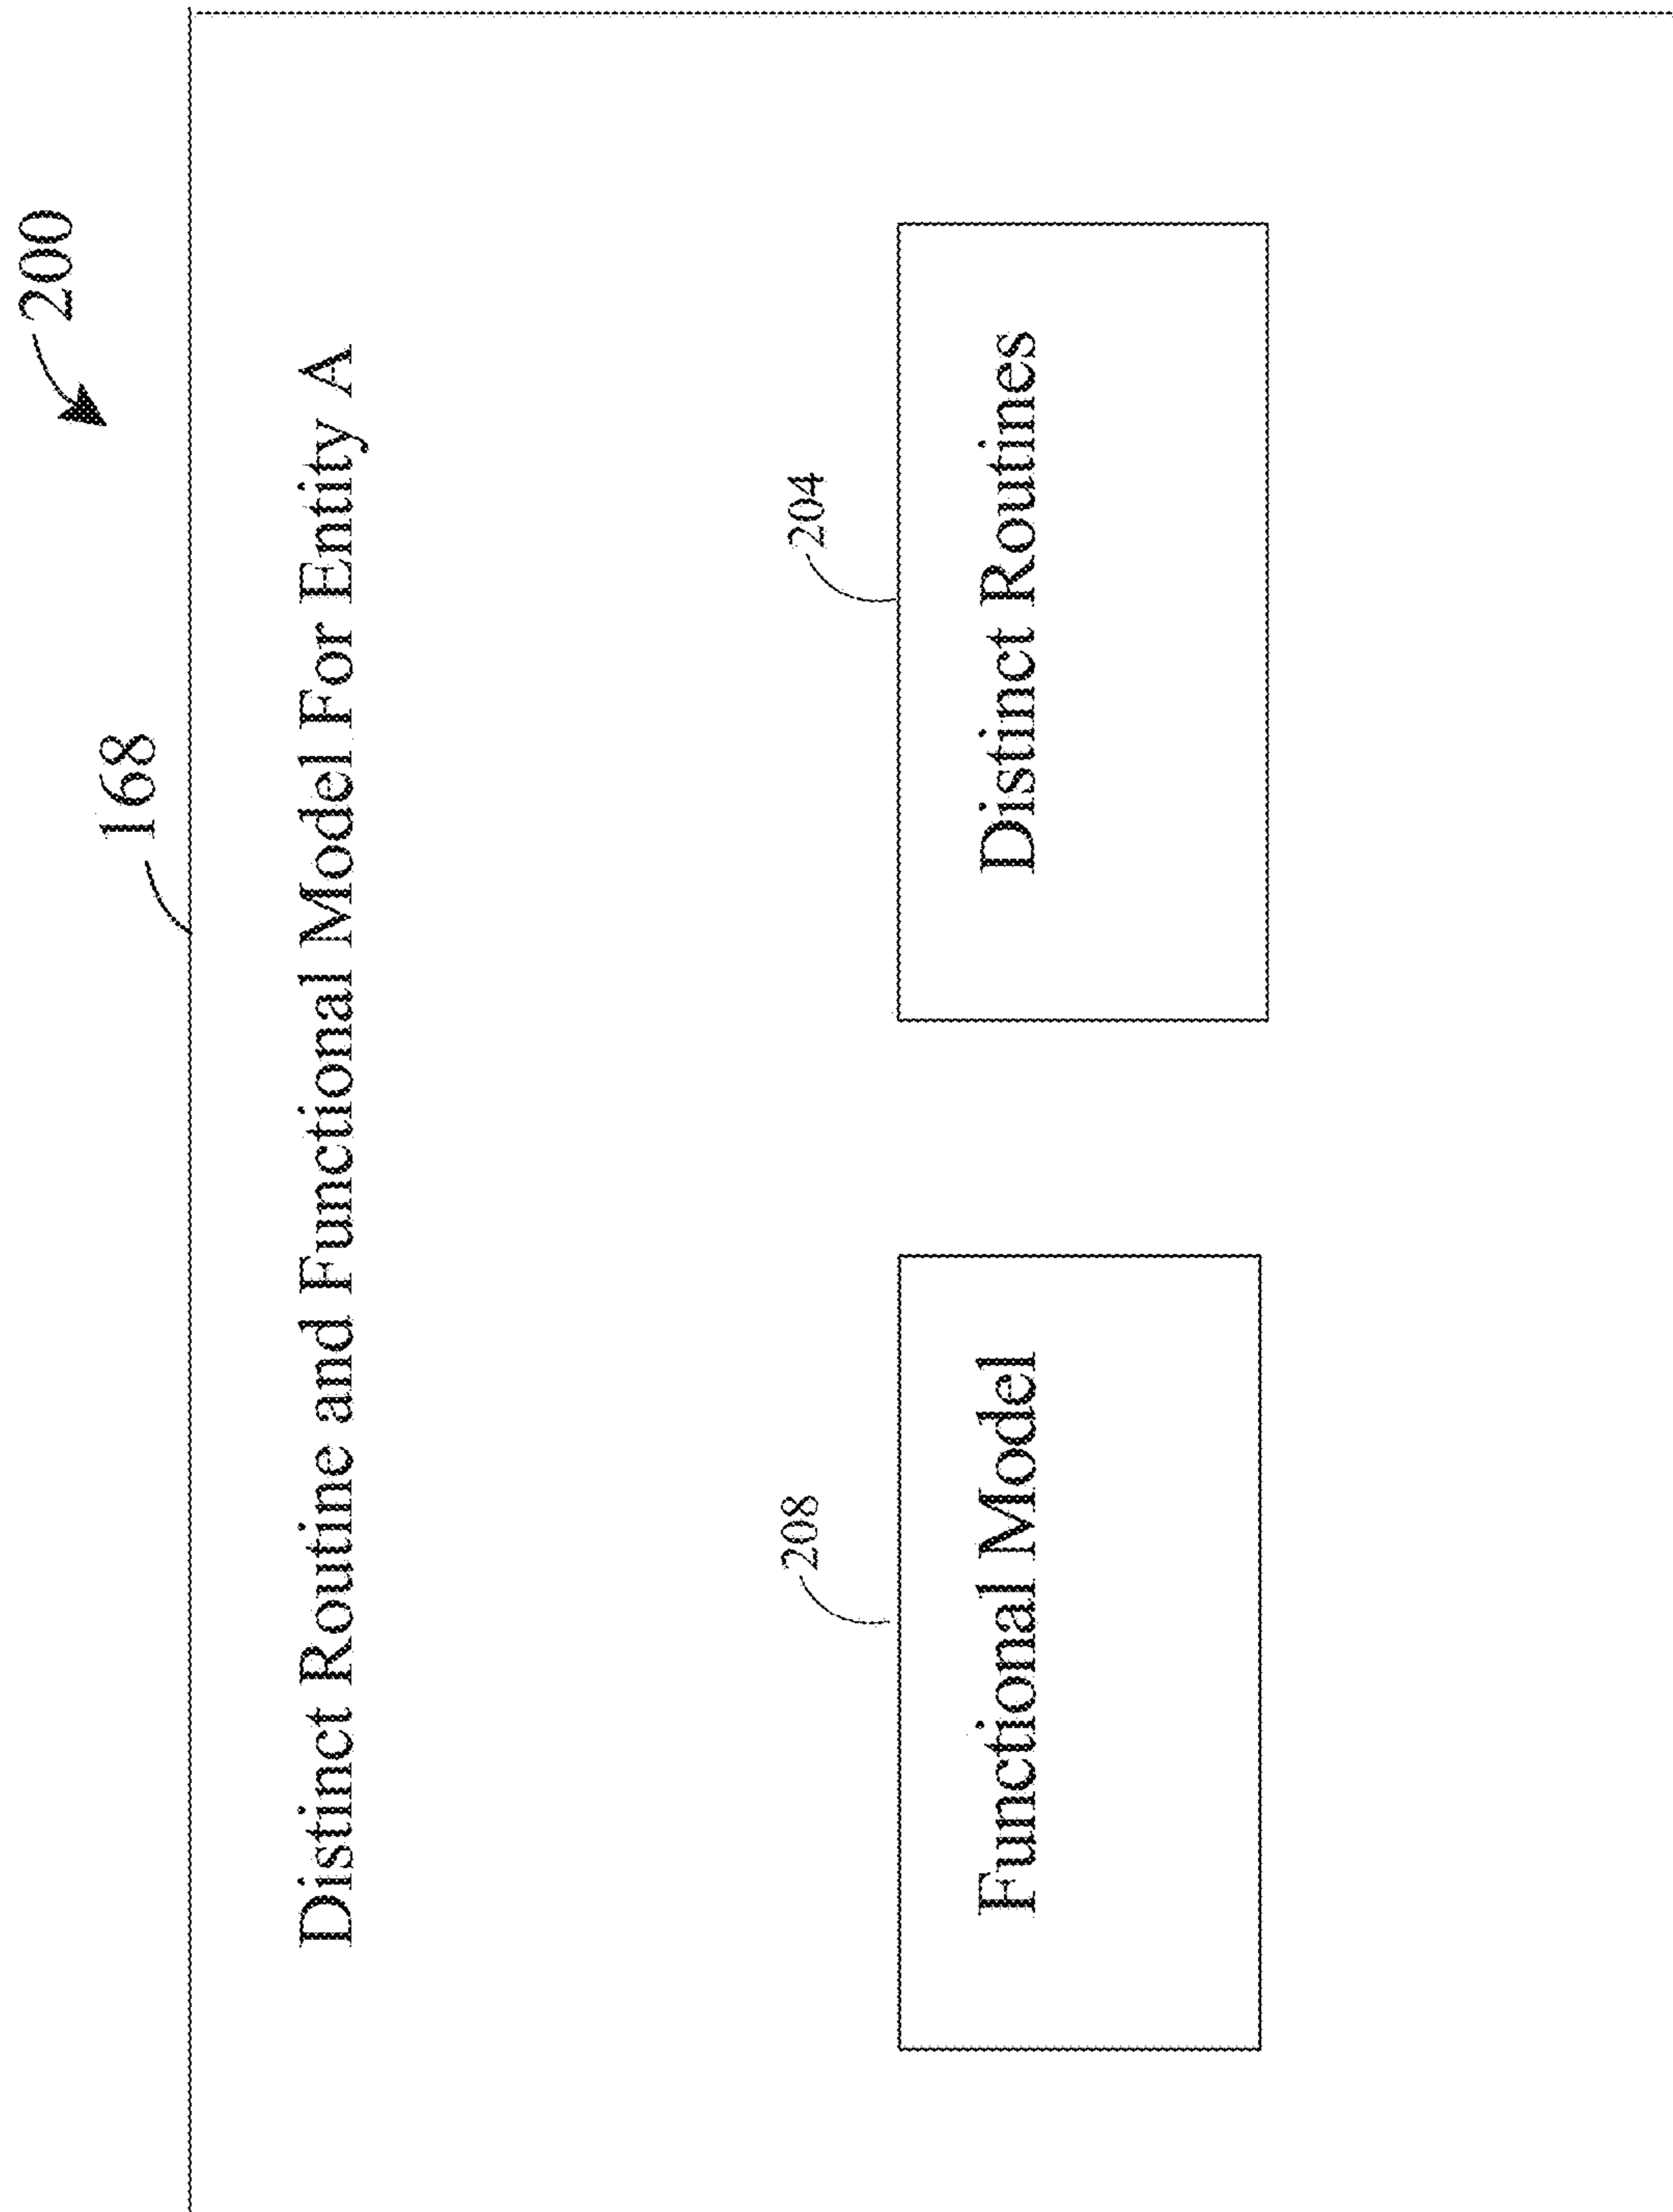 200
168
Distinct Routine and Functional Model For Entity A
208
204
Functional Model
Distinct Routines